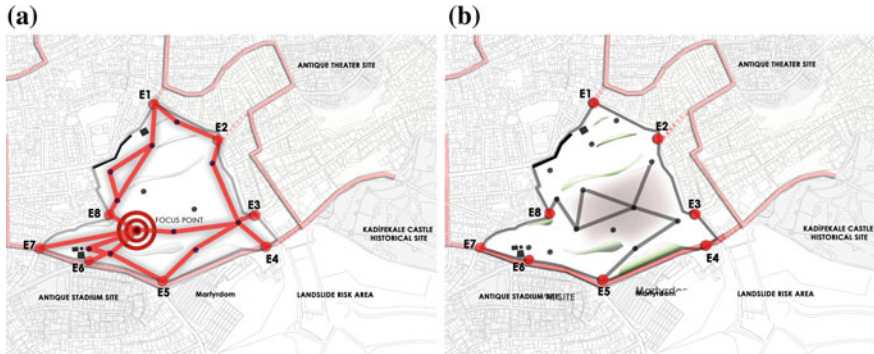 (a)
E1
ANTIQUE THEATER SITE
E2
E3
E8
FOCUS POINT
KADİFEKALE CASTLE
HISTORICAL SITE
E7
E4
E6
E5
ANTIQUE STADIUM SITE
Martyrdom
LANDSLIDE RISK AREA
(b)
E1
ANTIQUE THEATER SITE
E2
E3
E8
KADİFEKALE CASTLE
HISTORICAL SITE
E7
E4
E6
E5
ANTIQUE STADIUM SITE
Martyrdom
LANDSLIDE RISK AREA